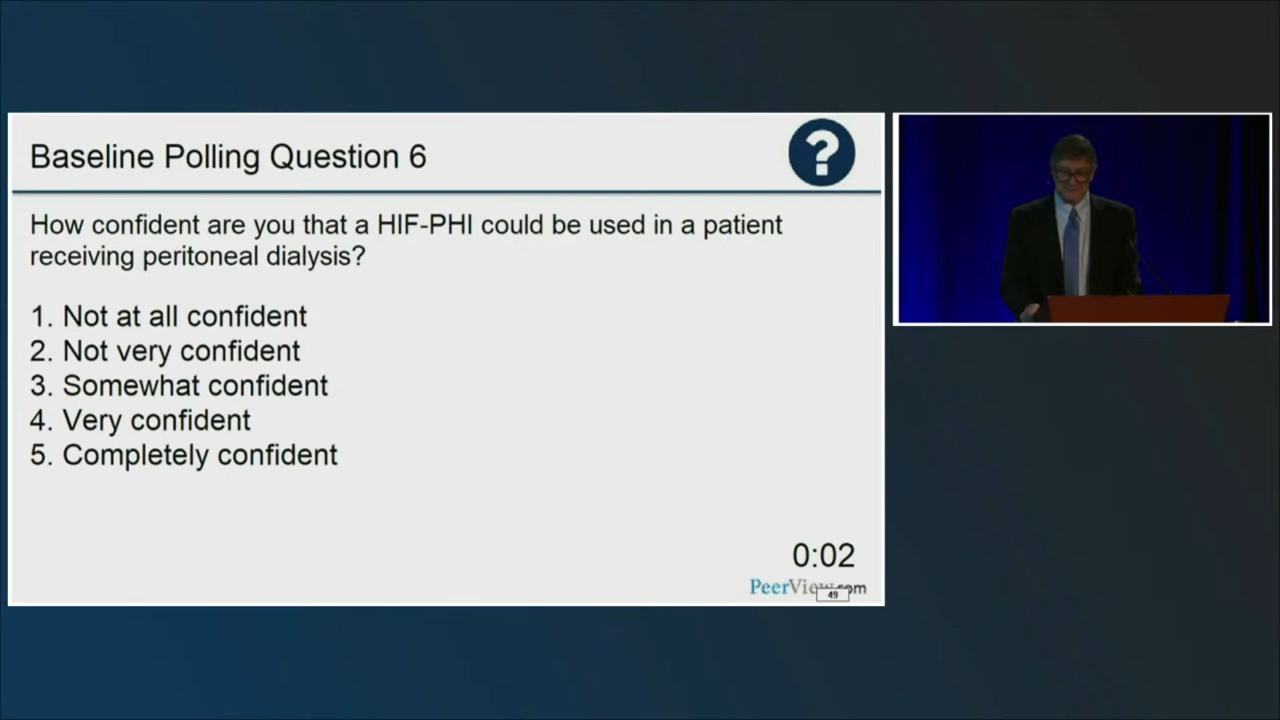 Baseline Polling Question 6
?
How confident are you that a HIF-PHI could be used in a patient
receiving peritoneal dialysis?
1. Not at all confident
2. Not very confident
3. Somewhat confident
4. Very confident
5. Completely confident
0:02
49